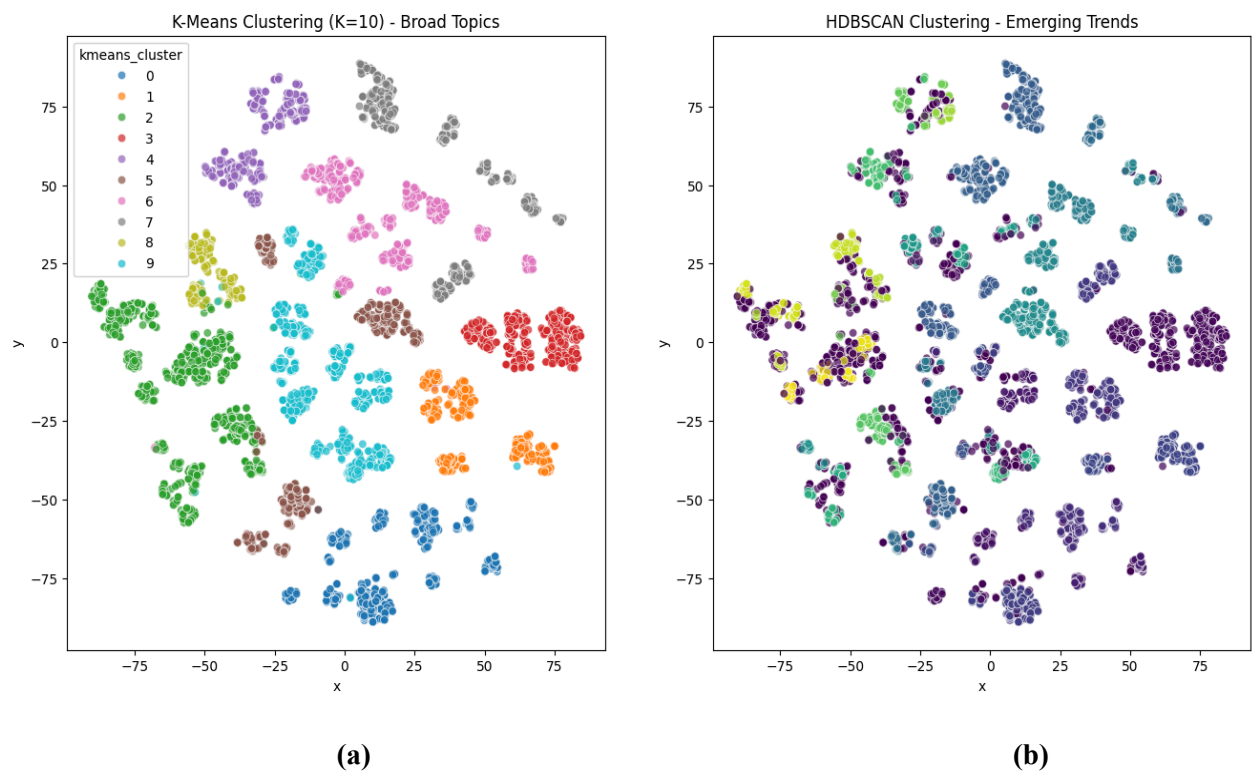 K-Means Clustering (K=10) - Broad Topics
kmeans_cluster
0
1
2
3
4
5
6
7
8
9
75
50
25
0
−25
−50
−75
y
−75 −50 −25 0 25 50 75
x
(a)
HDBSCAN Clustering - Emerging Trends
75
50
25
0
−25
−50
−75
y
−75 −50 −25 0 25 50 75
x
(b)